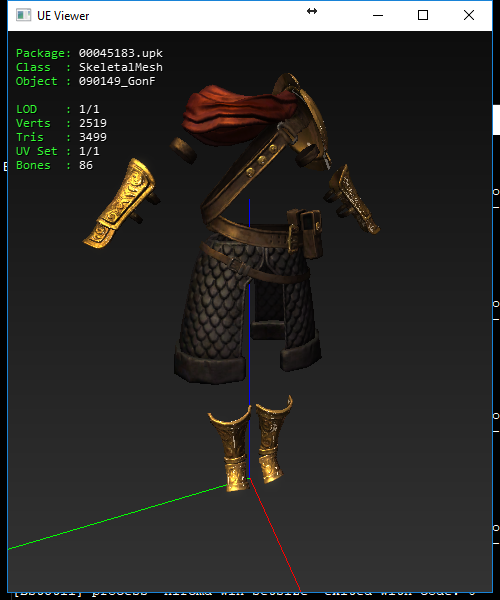 UE Viewer
Package: 00045183.upk
Class : SkeletalMesh
Object : 090149_GonF
LOD : 1/1
Verts : 2519
Tris : 3499
UV Set : 1/1
Bones : 86